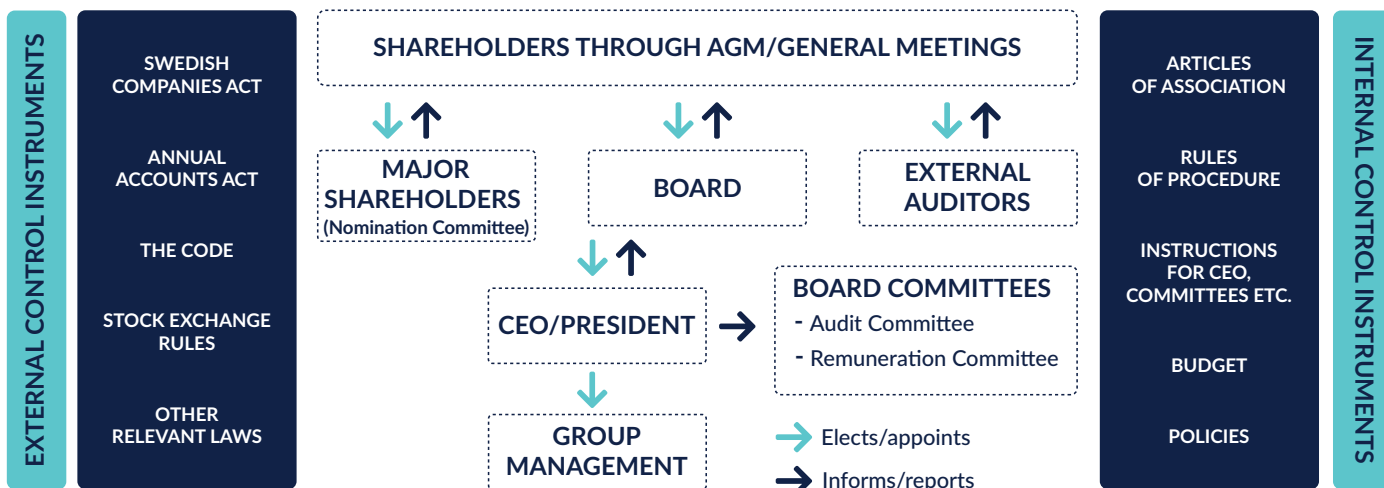 EXTERNAL CONTROL INSTRUMENTS
SWEDISH
COMPANIES ACT
ANNUAL
ACCOUNTS ACT
THE CODE
STOCK EXCHANGE
RULES
OTHER
RELEVANT LAWS
SHAREHOLDERS THROUGH AGM/GENERAL MEETINGS
MAJOR
SHAREHOLDERS
(Nomination Committee)
BOARD
EXTERNAL
AUDITORS
CEO/PRESIDENT
BOARD COMMITTEES
- Audit Committee
- Remuneration Committee
GROUP
MANAGEMENT
Elects/appoints
Informs/reports
ARTICLES
OF ASSOCIATION
RULES
OF PROCEDURE
INSTRUCTIONS
FOR CEO,
COMMITTEES ETC.
BUDGET
POLICIES
INTERNAL CONTROL INSTRUMENTS